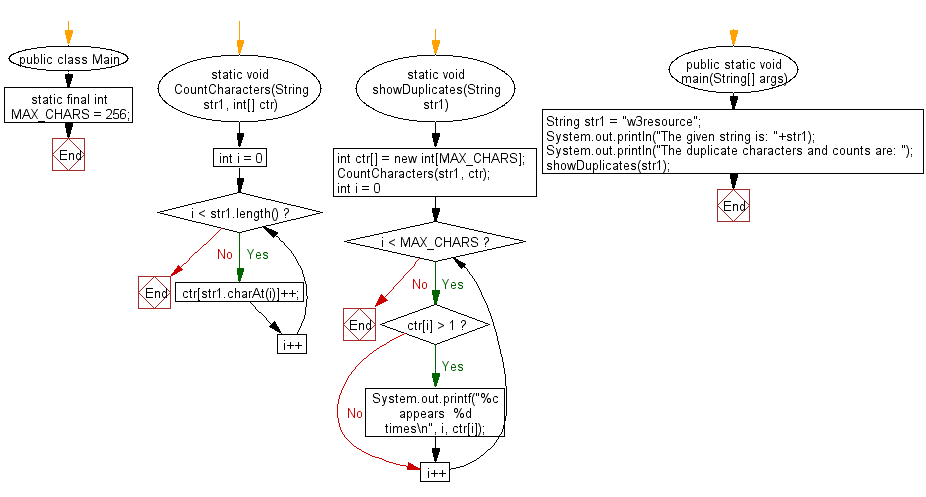 public class Main
static final int
MAX_CHARS = 256;
End
static void
CountCharacters(String
str1, int[] ctr)
int i = 0
i < str1.length() ?
No
Yes
End
ctr[str1.charAt(i)]++;
i++
static void
showDuplicates(String
str1)
int ctr[] = new int[MAX_CHARS];
CountCharacters(str1, ctr);
int i = 0
i < MAX_CHARS ?
No
Yes
End
ctr[i] > 1 ?
Yes
No
System.out.printf("%c
appears  %d
times\n", i, ctr[i]);
i++
public static void
main(String[] args)
String str1 = "w3resource";
System.out.println("The given string is: "+str1);
System.out.println("The duplicate characters and counts are: ");
showDuplicates(str1);
End